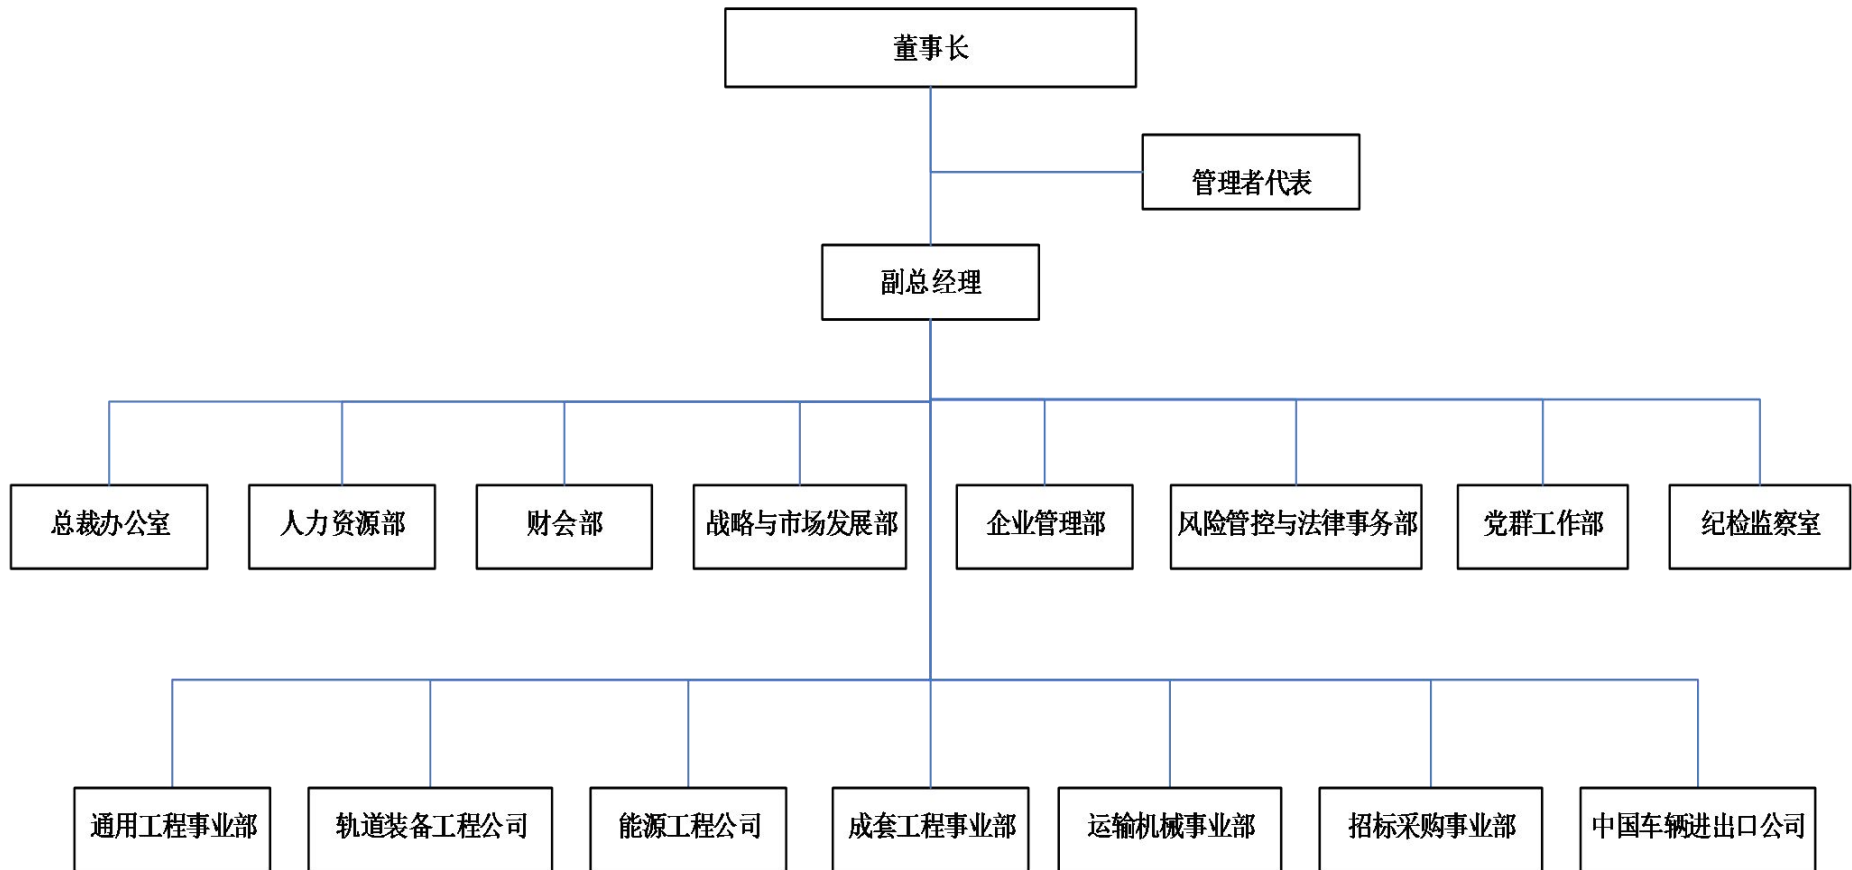 董事长
管理者代表
副总经理
总裁办公室
人力资源部
财会部
战略与市场发展部
企业管理部
风险管控与法律事务部
党群工作部
纪检监察室
通用工程事业部
轨道装备工程公司
能源工程公司
成套工程事业部
运输机械事业部
招标采购事业部
中国车辆进出口公司